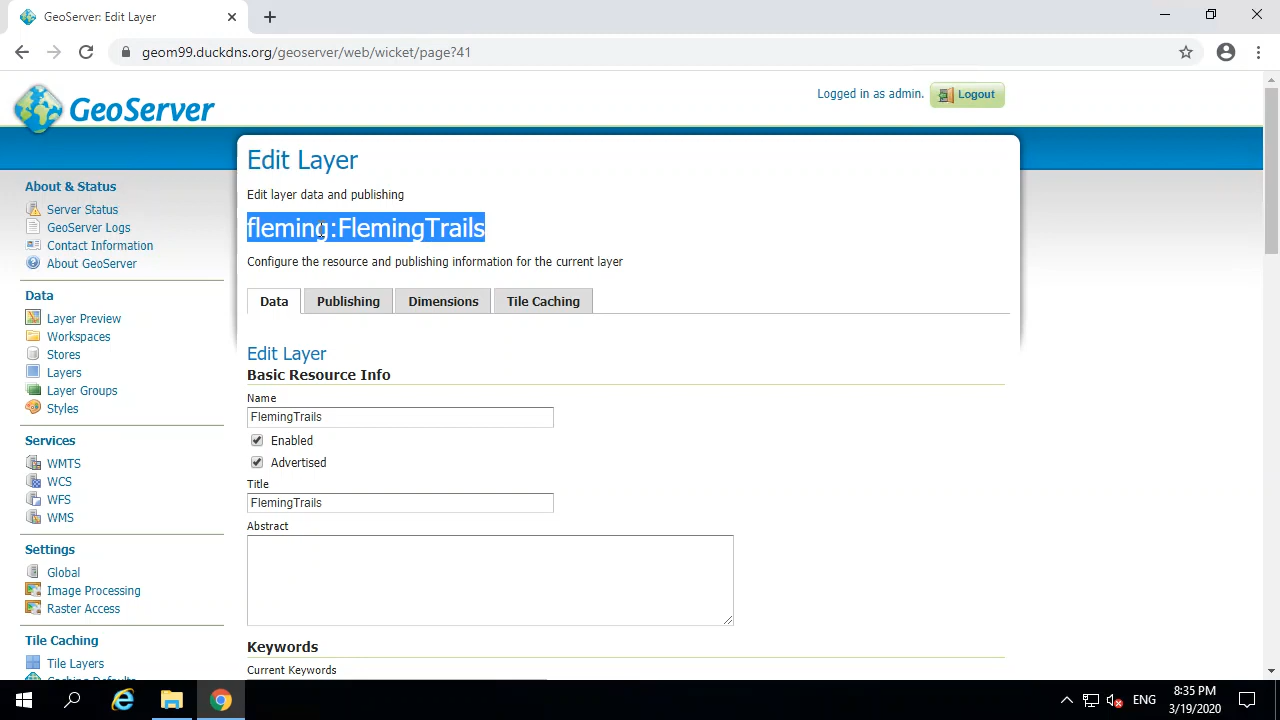 GeoServer: Edit Layer
geom99.duckdns.org/geoserver/web/wicket/page?41
GeoServer
Logged in as admin.
Logout
About & Status
Server Status
GeoServer Logs
Contact Information
About GeoServer
Data
Layer Preview
Workspaces
Stores
Layers
Layer Groups
Styles
Services
WMTS
WCS
WFS
WMS
Settings
Global
Image Processing
Raster Access
Tile Caching
Tile Layers
Caching Defaults
Edit Layer
Edit layer data and publishing
fleming:FlemingTrails
Configure the resource and publishing information for the current layer
Data Publishing Dimensions Tile Caching
Edit Layer
Basic Resource Info
Name
FlemingTrails
Enabled
Advertised
Title
FlemingTrails
Abstract
Keywords
Current Keywords
ENG
8:35 PM
3/19/2020